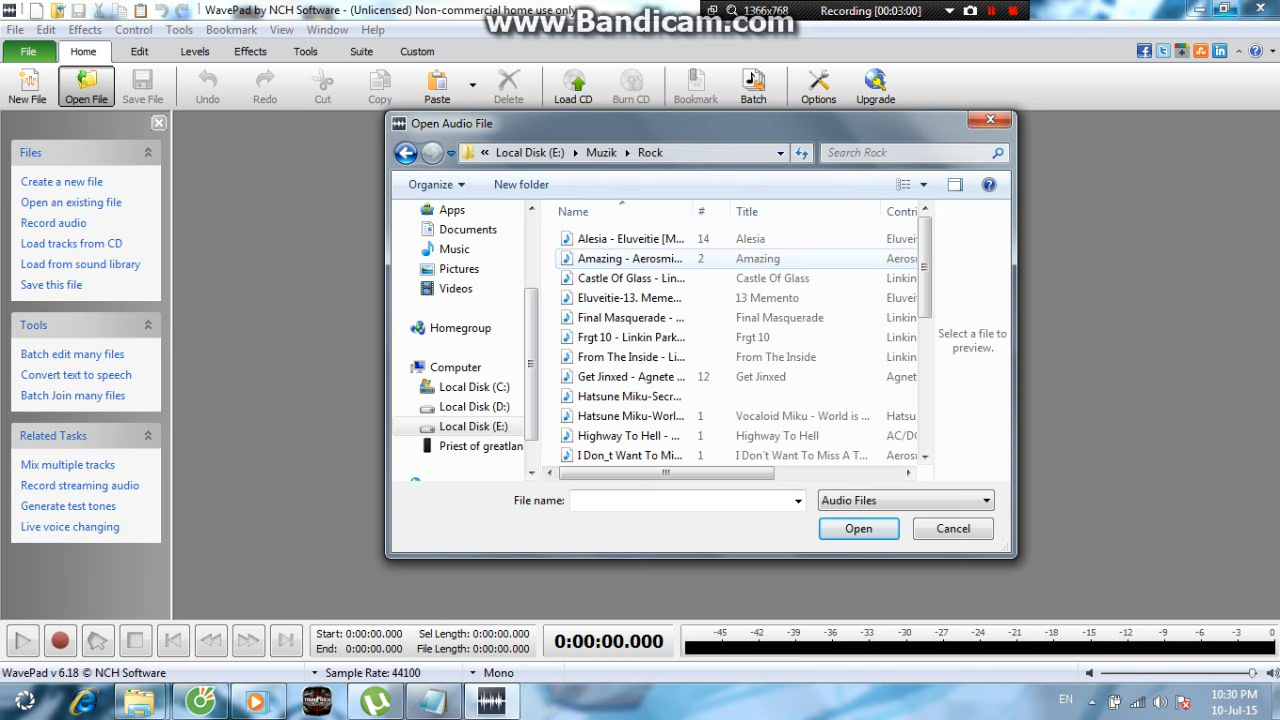 WavePad by NCH Software - (Unlicensed) Non-commercial home use only
www.Bandicam.com
1366x768
Recording [00:03:00]
File Edit Effects Control Tools Bookmark View Window Help
File Home Edit Levels Effects Tools Suite Custom
New File Open File Save File Undo Redo Cut Copy Paste Delete Load CD Burn CD Bookmark Batch Options Upgrade
Files
Create a new file
Open an existing file
Record audio
Load tracks from CD
Load from sound library
Save this file
Tools
Batch edit many files
Convert text to speech
Batch Join many files
Related Tasks
Mix multiple tracks
Record streaming audio
Generate test tones
Live voice changing
Open Audio File
« Local Disk (E:) Muzik Rock
Search Rock
Organize New folder
Apps
Documents
Music
Pictures
Videos
Homegroup
Computer
Local Disk (C:)
Local Disk (D:)
Local Disk (E:)
Priest of greatlan
Name # Title Contri
Alesia - Eluveitie [M... 14 Alesia Eluvei
Amazing - Aerosmi... 2 Amazing Aerosm
Castle Of Glass - Lin... Castle Of Glass Linkin
Eluveitie-13. Meme... 13 Memento Eluvei
Final Masquerade - ... Final Masquerade Linkin
Frgt 10 - Linkin Park... Frgt 10 Linkin
From The Inside - Li... From The Inside Linkin
Get Jinxed - Agnete ... 12 Get Jinxed Agnet
Hatsune Miku-Secr...
Hatsune Miku-Worl... 1 Vocaloid Miku - World is ... Hatsu
Highway To Hell - ... 1 Highway To Hell AC/DC
I Don_t Want To Mi... 1 I Don't Want To Miss A T... Aerosm
Select a file to
preview.
File name:
Audio Files
Open Cancel
Start: 0:00:00.000 Sel Length: 0:00:00.000
End: 0:00:00.000 File Length: 0:00:00.000
0:00:00.000
-45 -42 -39 -36 -33 -30 -27 -24 -21 -18 -15 -12 -9 -6 -3 0
WavePad v 6.18 © NCH Software
Sample Rate: 44100
Mono
EN
10:30 PM
10-Jul-15